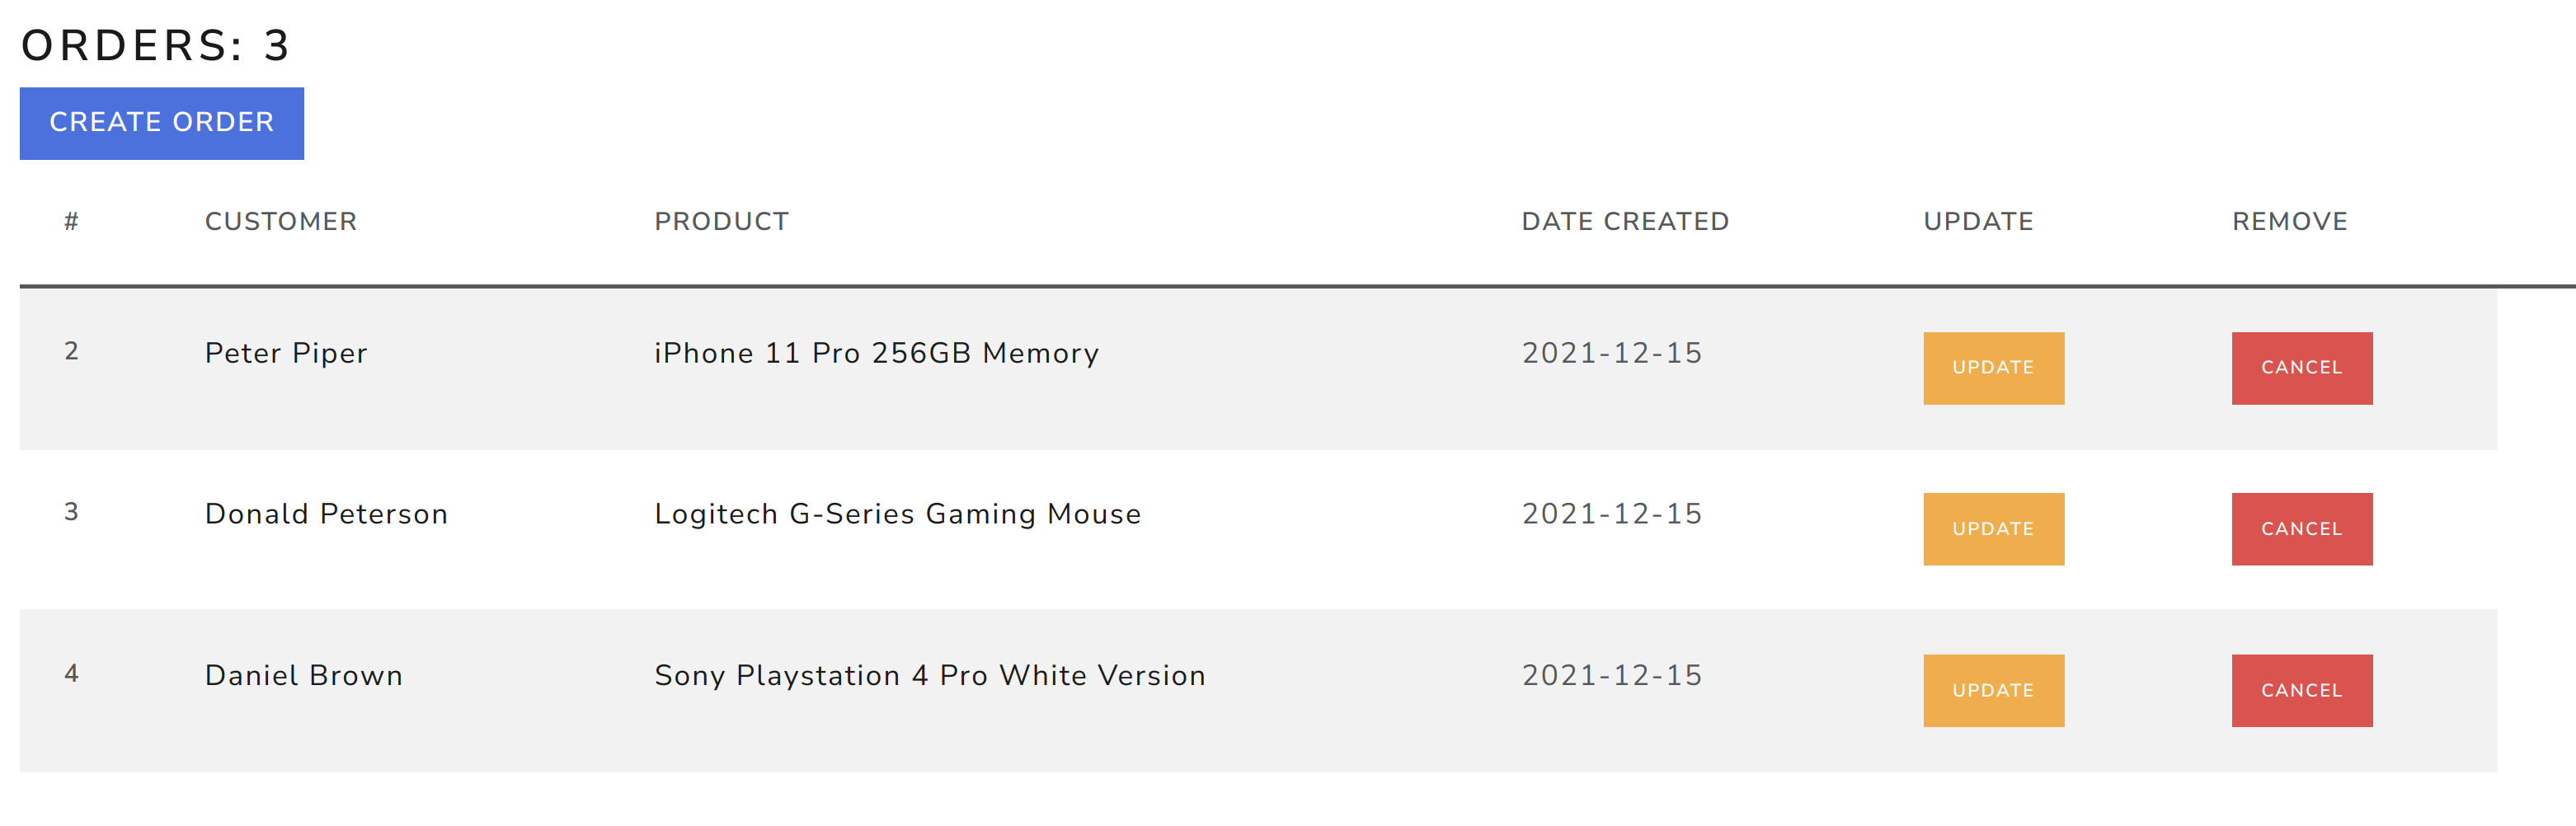 ORDERS: 3
CREATE ORDER
# CUSTOMER PRODUCT DATE CREATED UPDATE REMOVE
2 Peter Piper iPhone 11 Pro 256GB Memory 2021-12-15 UPDATE CANCEL
3 Donald Peterson Logitech G-Series Gaming Mouse 2021-12-15 UPDATE CANCEL
4 Daniel Brown Sony Playstation 4 Pro White Version 2021-12-15 UPDATE CANCEL